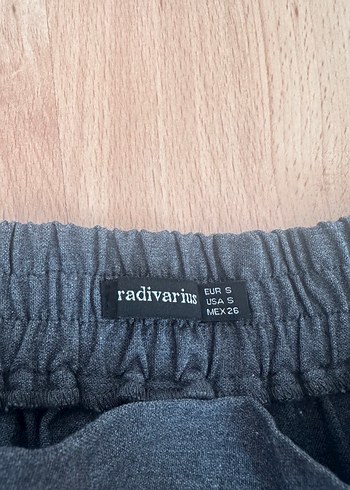 radivarius
EUR S
USA S
MEX 26